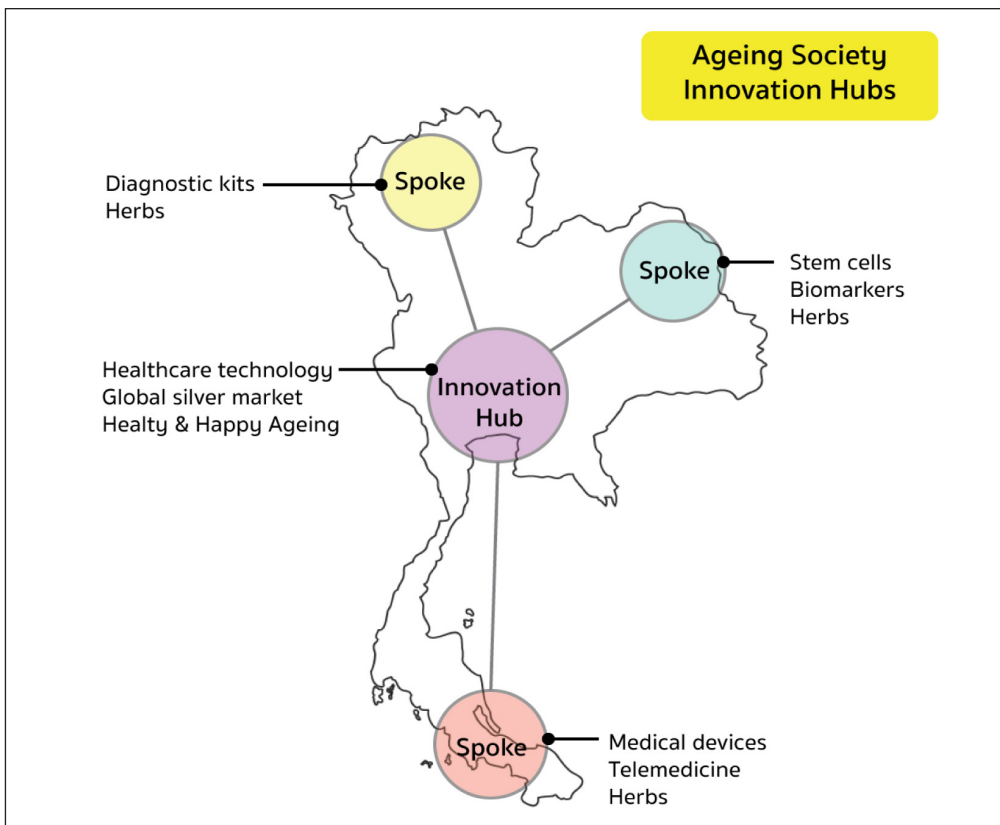 Ageing Society
Innovation Hubs
Diagnostic kits
Herbs
Spoke
Spoke
Stem cells
Biomarkers
Herbs
Healthcare technology
Global silver market
Healty & Happy Ageing
Innovation
Hub
Spoke
Medical devices
Telemedicine
Herbs